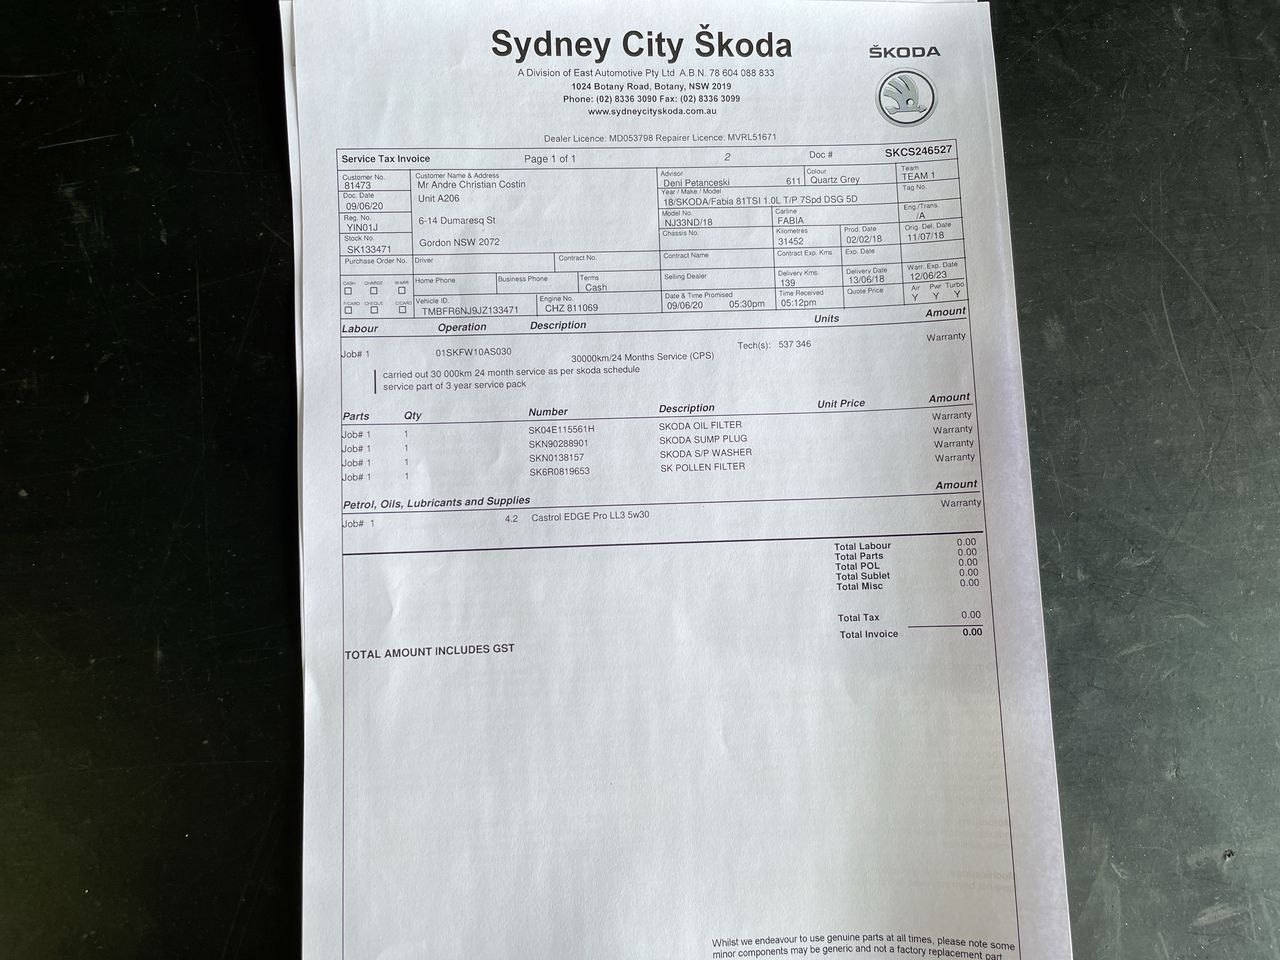 Sydney City Škoda
ŠKODA
A Division of East Automotive Pty Ltd A.B.N. 78 604 088 833
1024 Botany Road, Botany, NSW 2019
Phone: (02) 8336 3090 Fax: (02) 8336 3099
www.sydneycityskoda.com.au
Dealer Licence: MD053798 Repairer Licence: MVRL51671
Service Tax Invoice Page 1 of 1 2 Doc # SKCS246527
Customer No. Customer Name & Address Advisor Colour Team
81473 Mr Andre Christian Costin Deni Petanceski 611 Quartz Grey TEAM 1
Doc. Date Unit A206 Year / Make / Model Tag No.
09/06/20 18/SKODA/Fabia 81TSI 1.0L T/P 7Spd DSG 5D
Reg. No. 6-14 Dumaresq St Model No. Carline Eng./Trans.
YIN01J NJ33ND/18 FABIA /A
Stock No. Gordon NSW 2072 Chassis No. Kilometres Prod. Date Orig. Del. Date
SK133471 31452 02/02/18 11/07/18
Purchase Order No. Driver Contract No. Contract Name Contract Exp. Kms Exp. Date
CASH CHARGE WARR Home Phone Business Phone Terms Selling Dealer Delivery Kms Delivery Date Warr. Exp. Date
Cash 139 13/06/18 12/06/23
F/CARD CHEQUE D/CARD Vehicle ID. Engine No. Date & Time Promised Time Received Quote Price Air Pwr Turbo
TMBFR6NJ9JZ133471 CHZ 811069 09/06/20 05:30pm 05:12pm Y Y Y
Labour Operation Description Units Amount
Job# 1 01SKFW10AS030 30000km/24 Months Service (CPS) Tech(s): 537 346 Warranty
carried out 30 000km 24 month service as per skoda schedule
service part of 3 year service pack
Parts Qty Number Description Unit Price Amount
Job# 1 1 SK04E115561H SKODA OIL FILTER Warranty
Job# 1 1 SKN90288901 SKODA SUMP PLUG Warranty
Job# 1 1 SKN0138157 SKODA S/P WASHER Warranty
Job# 1 1 SK6R0819653 SK POLLEN FILTER Warranty
Petrol, Oils, Lubricants and Supplies Amount
Job# 1 4.2 Castrol EDGE Pro LL3 5w30 Warranty
Total Labour 0.00
Total Parts 0.00
Total POL 0.00
Total Sublet 0.00
Total Misc 0.00
Total Tax 0.00
Total Invoice 0.00
TOTAL AMOUNT INCLUDES GST
Whilst we endeavour to use genuine parts at all times, please note some
minor components may be generic and not a factory replacement part